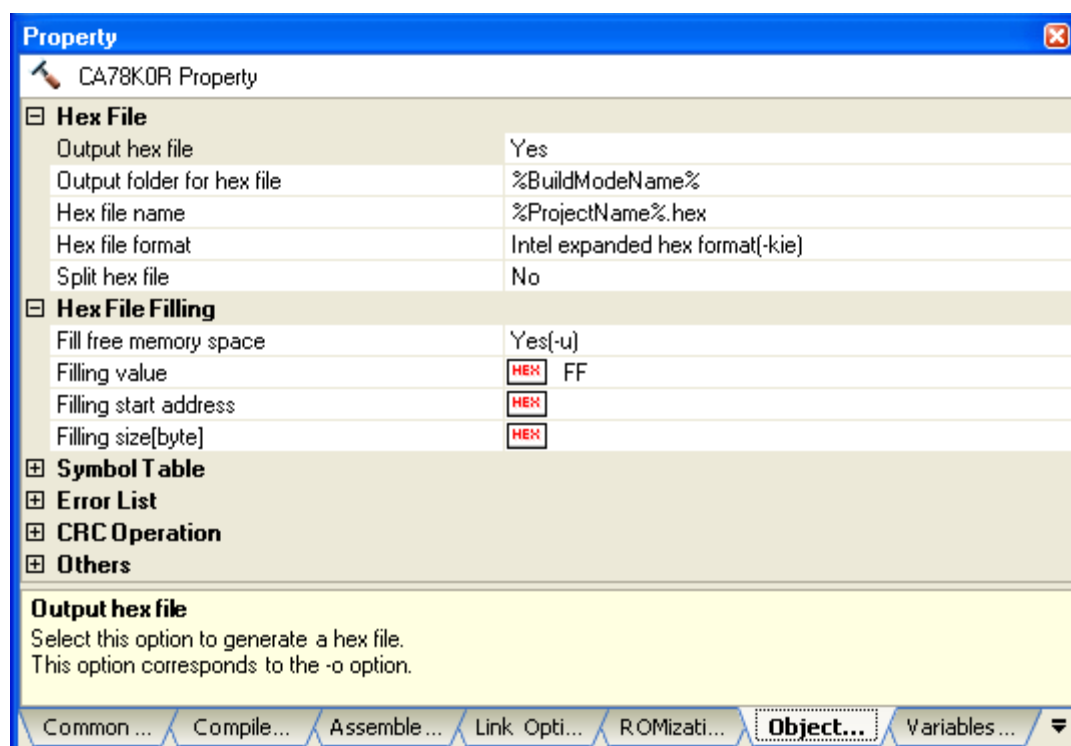 Property
CA78K0R Property
Hex File
Output hex file Yes
Output folder for hex file %BuildModeName%
Hex file name %ProjectName%.hex
Hex file format Intel expanded hex format(-kie)
Split hex file No
Hex File Filling
Fill free memory space Yes(-u)
Filling value HEX FF
Filling start address HEX
Filling size[byte] HEX
Symbol Table
Error List
CRC Operation
Others
Output hex file
Select this option to generate a hex file.
This option corresponds to the -o option.
Common ... Compile... Assemble... Link Opti... ROMizati... Object... Variables...